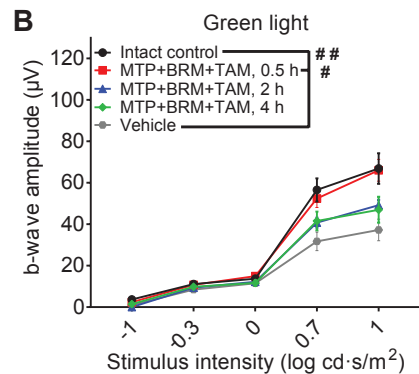 B
Green light
b-wave amplitude (µV)
120
100
80
60
40
20
0
Intact control
MTP+BRM+TAM, 0.5 h
MTP+BRM+TAM, 2 h
MTP+BRM+TAM, 4 h
Vehicle
# #
#
-1
-0.3
0
0.7
1
Stimulus intensity (log cd·s/m²)